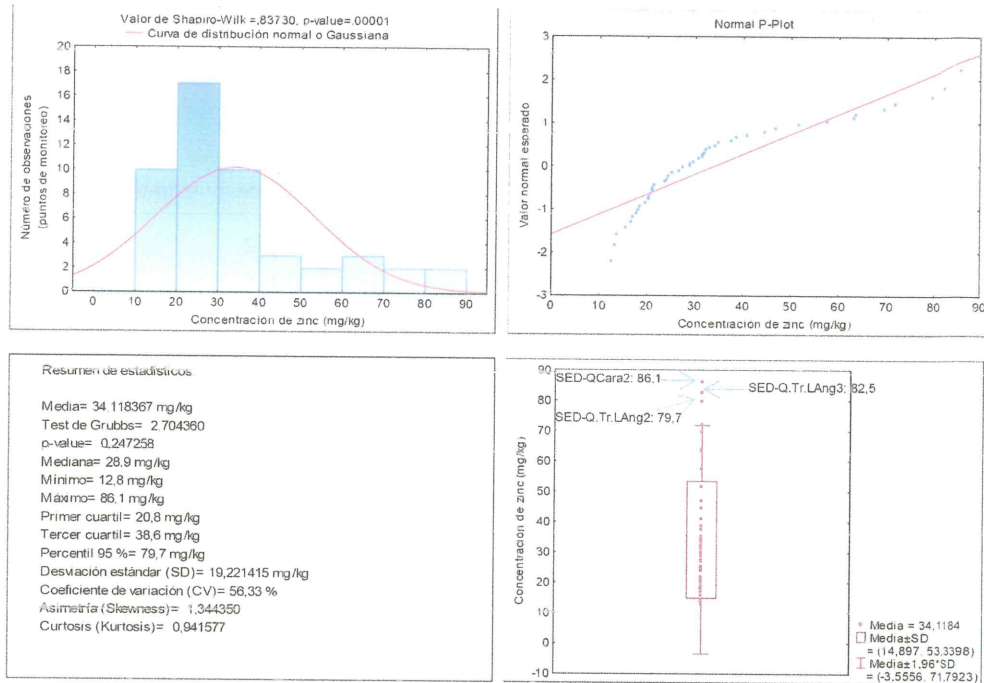 Valor de Shapiro-Wilk =,83730, p-value=,00001
Curva de distribución normal o Gaussiana
Número de observaciones
(puntos de monitoreo)
20
18
16
14
12
10
8
6
4
2
0
0 10 20 30 40 50 60 70 80 90
Concentración de zinc (mg/kg)
Normal P-Plot
Valor normal esperado
3
2
1
0
-1
-2
-3
0 10 20 30 40 50 60 70 80 90
Concentración de zinc (mg/kg)
Resumen de estadísticos
Media= 34,118367 mg/kg
Test de Grubbs= 2,704360
p-value= 0,247258
Mediana= 28,9 mg/kg
Mínimo= 12,8 mg/kg
Máximo= 86,1 mg/kg
Primer cuartil= 20,8 mg/kg
Tercer cuartil= 38,6 mg/kg
Percentil 95 %= 79,7 mg/kg
Desviación estándar (SD)= 19,221415 mg/kg
Coeficiente de variación (CV)= 56,33 %
Asimetría (Skewness)= 1,344350
Curtosis (Kurtosis)= 0,941577
Concentración de zinc (mg/kg)
90
80
70
60
50
40
30
20
10
0
-10
SED-QCara2: 86,1
SED-Q.Tr.LAng3: 82,5
SED-Q.Tr.LAng2: 79,7
Media = 34,1184
Media±SD
= (14,897, 53,3398)
Media±1,96*SD
= (-3,5556, 71,7923)